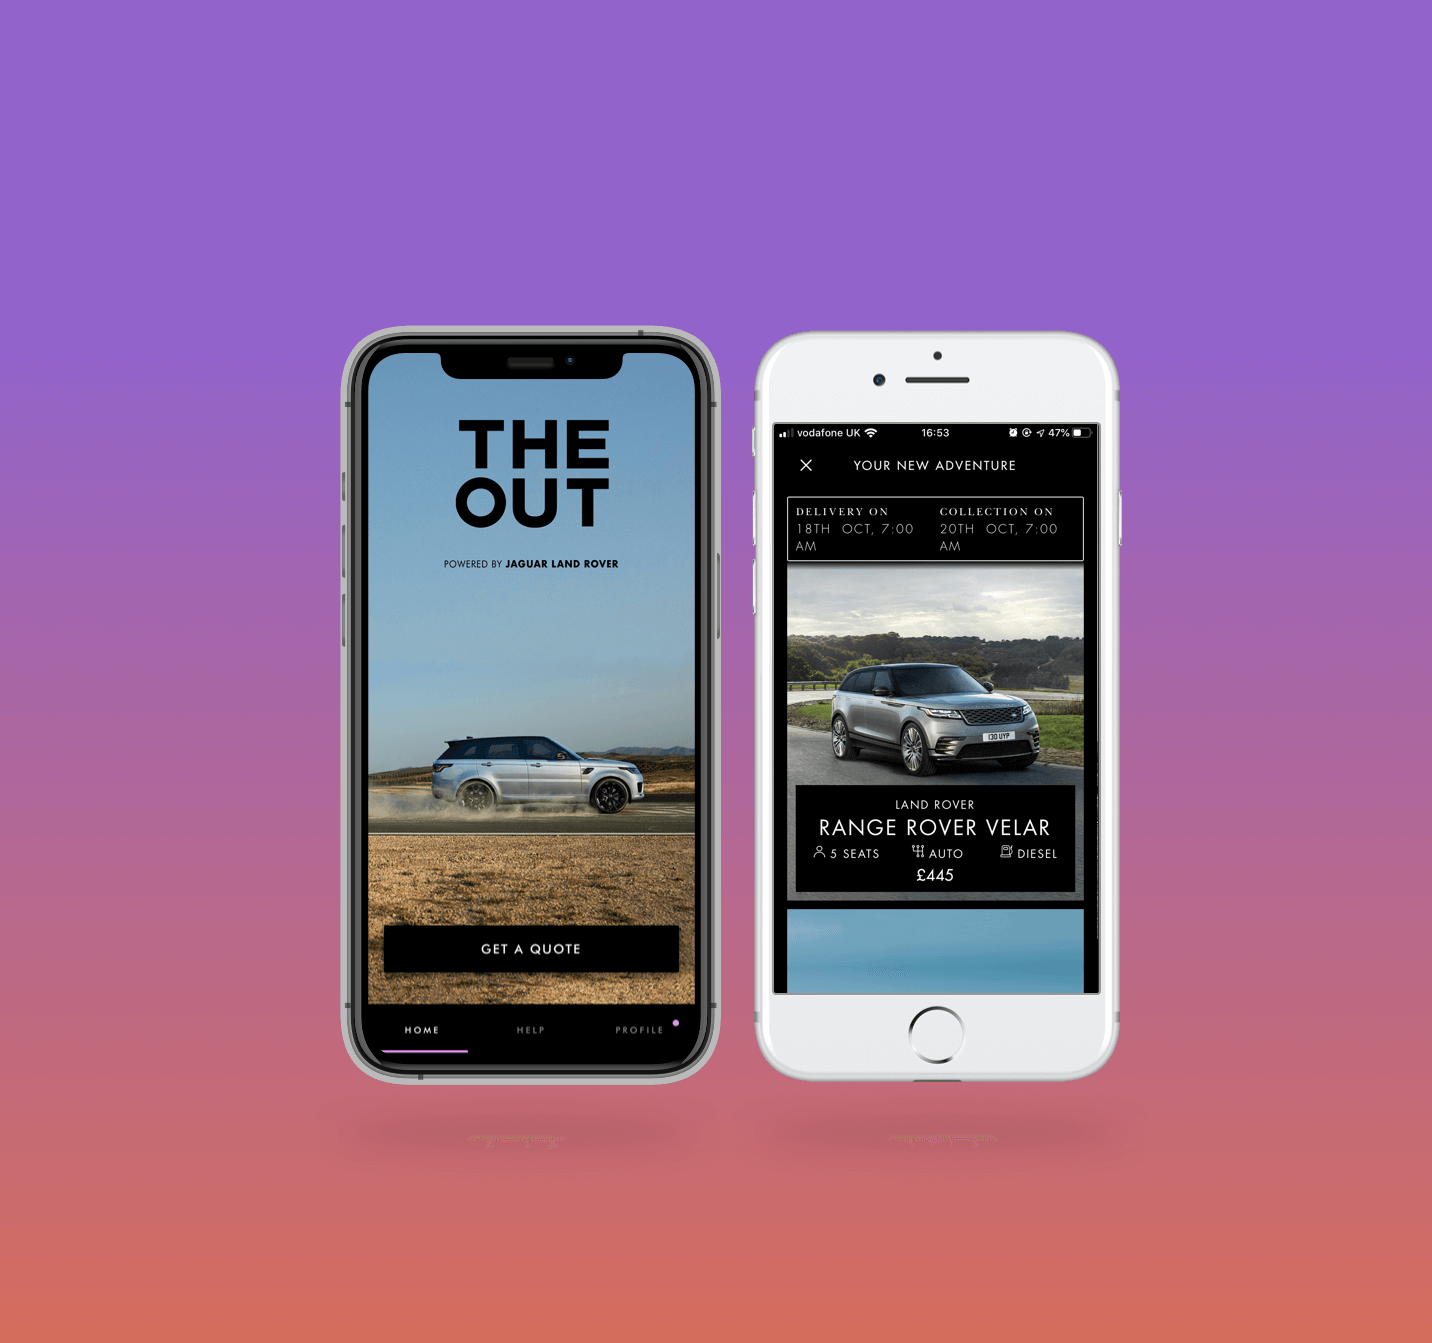 THE
OUT
POWERED BY JAGUAR LAND ROVER
GET A QUOTE
HOME HELP PROFILE
vodafone UK 16:53 47%
YOUR NEW ADVENTURE
DELIVERY ON
18TH OCT, 7:00
AM
COLLECTION ON
20TH OCT, 7:00
AM
130 UYP
LAND ROVER
RANGE ROVER VELAR
5 SEATS AUTO DIESEL
£445